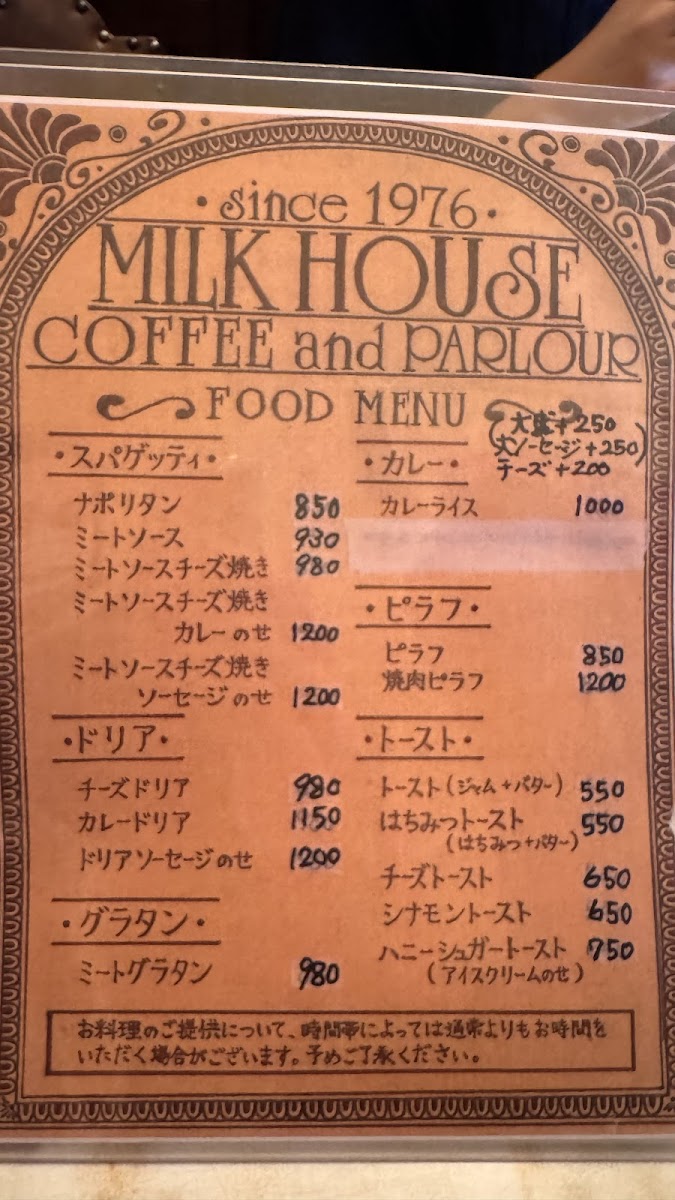 • since 1976 •
MILK HOUSE
COFFEE and PARLOUR
FOOD MENU
• スパゲッティ •
ナポリタン 850
ミートソース 930
ミートソースチーズ焼き 980
ミートソースチーズ焼き
カレーのせ 1200
ミートソースチーズ焼き
ソーセージのせ 1200
• ドリア •
チーズドリア 980
カレードリア 1150
ドリアソーセージのせ 1200
• グラタン •
ミートグラタン 980
• カレー •
(大盛+250
大ソーセージ+250)
チーズ+200
カレーライス 1000
• ピラフ •
ピラフ 850
焼肉ピラフ 1200
• トースト •
トースト(ジャム+バター) 550
はちみつトースト 550
(はちみつ+バター)
チーズトースト 650
シナモントースト 650
ハニーシュガートースト 750
(アイスクリームのせ)
お料理のご提供について、時間帯によっては通常よりもお時間を
いただく場合がございます。予めご了承ください。